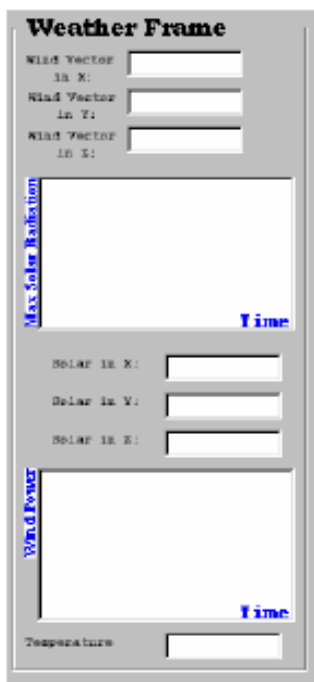 Weather Frame
Wind Vector
in X:
Wind Vector
in Y:
Wind Vector
in Z:
Max Solar Radiation
Time
Solar in X:
Solar in Y:
Solar in Z:
Wind Power
Time
Temperature